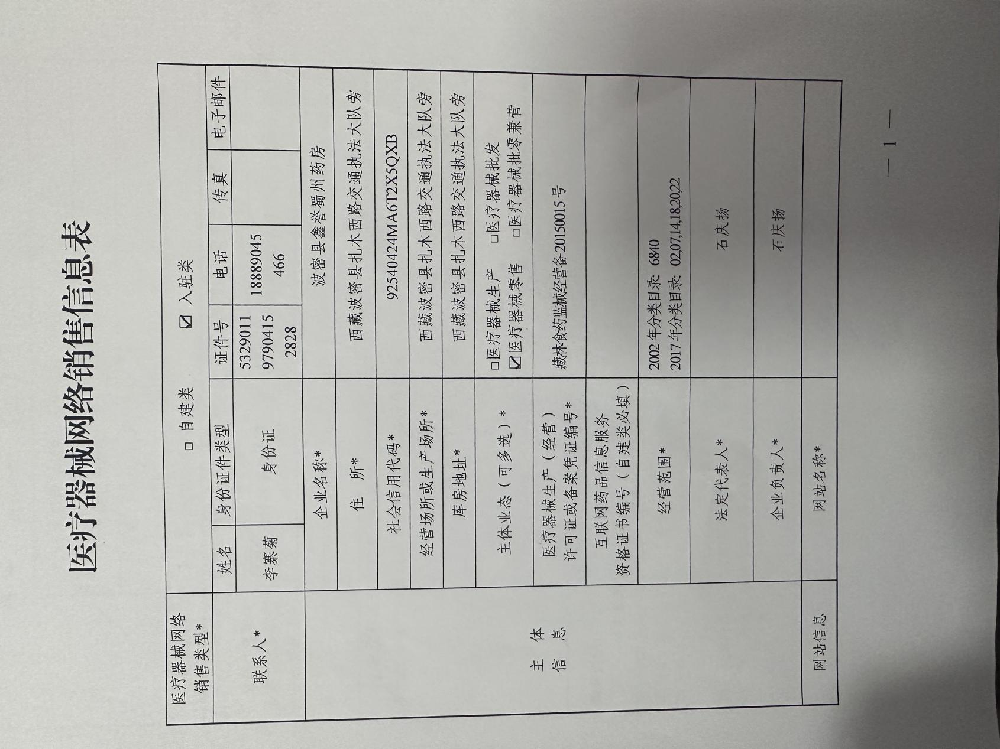 医疗器械网络销售信息表
医疗器械网络
销售类型*
□ 自建类 ☑ 入驻类
联系人*
姓名 身份证件类型 证件号 电话 传真 电子邮件
李寨菊 身份证
5329011
9790415
2828
18889045
466
主 体
信 息
企业名称* 波密县鑫誉蜀州药房
住 所* 西藏波密县扎木西路交通执法大队旁
社会信用代码* 92540424MA6T2X5QXB
经营场所或生产场所* 西藏波密县扎木西路交通执法大队旁
库房地址* 西藏波密县扎木西路交通执法大队旁
主体业态（可多选）*
□医疗器械生产 □医疗器械批发
☑医疗器械零售 □医疗器械批零兼营
医疗器械生产（经营）
许可证或备案凭证编号*
藏林食药监械经营备20150015号
互联网药品信息服务
资格证书编号（自建类必填）
经营范围*
2002年分类目录: 6840
2017年分类目录: 02,07,14,18,20,22
法定代表人* 石庆扬
企业负责人* 石庆扬
网站信息 网站名称*
— 1 —